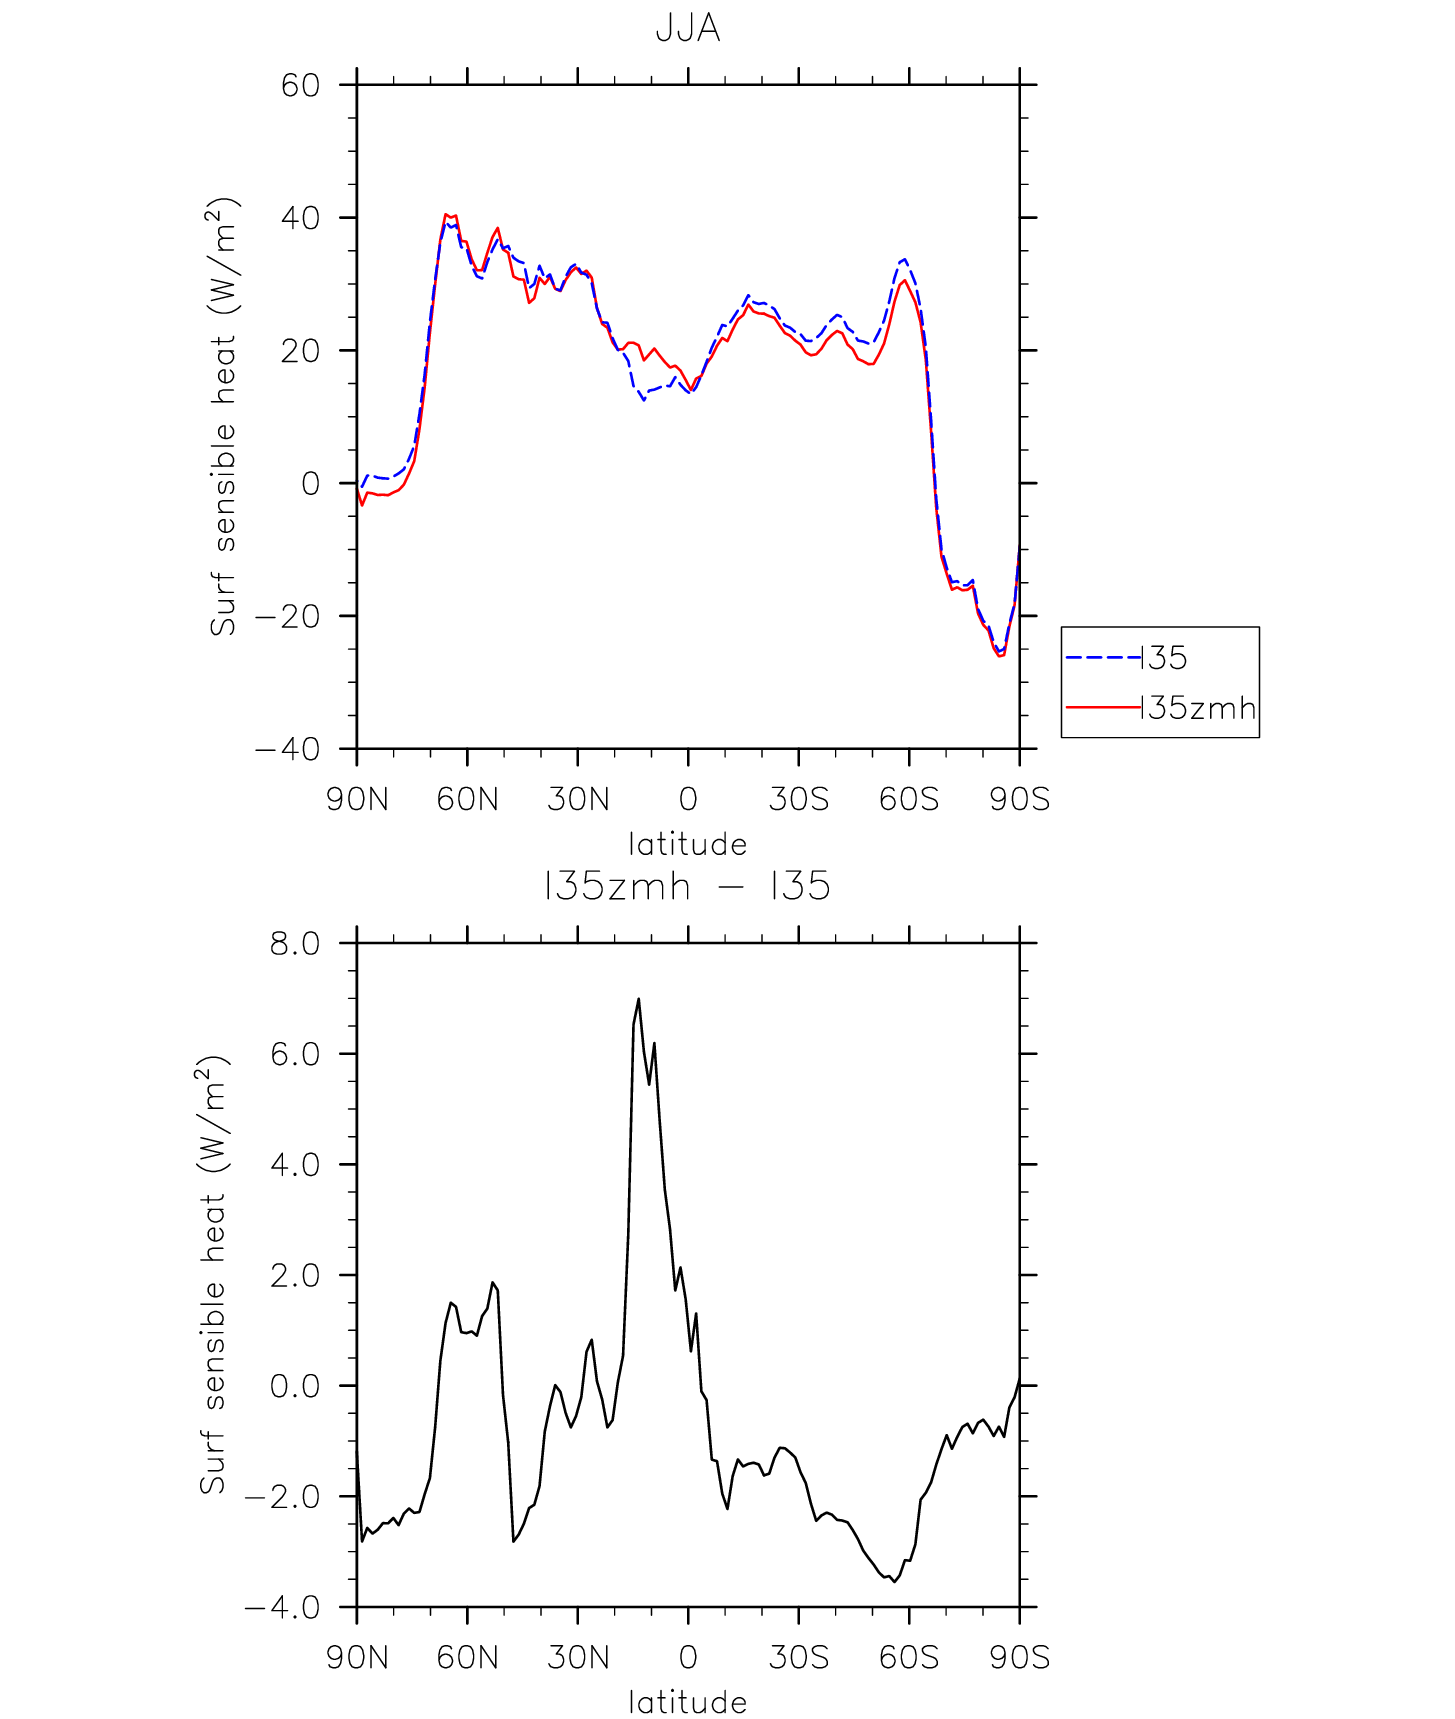 JJA
60
40
20
0
−20
−40
Surf sensible heat (W/m²)
90N 60N 30N 0 30S 60S 90S
latitude
I35
I35zmh
I35zmh − I35
8.0
6.0
4.0
2.0
0.0
−2.0
−4.0
Surf sensible heat (W/m²)
90N 60N 30N 0 30S 60S 90S
latitude